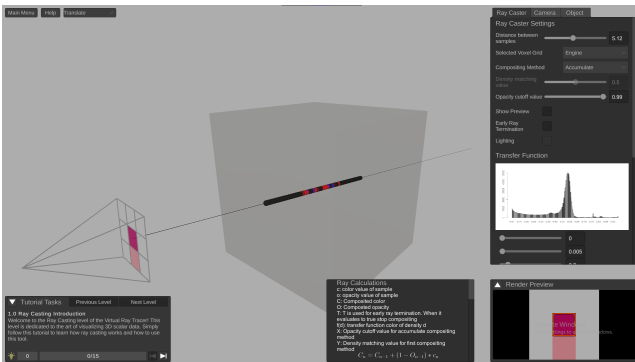 Main Menu
Help
Translate
Ray Caster
Camera
Object
Ray Caster Settings
Distance between
samples
5.12
Selected Voxel Grid
Engine
Compositing Method
Accumulate
Density matching
value
0.5
Opacity cutoff value
0.99
Show Preview
Early Ray
Termination
Lighting
Transfer Function
0
0.005
Tutorial Tasks
Previous Level
Next Level
1.0 Ray Casting Introduction
Welcome to the Ray Casting level of the Virtual Ray Tracer! This
level is dedicated to the art of visualizing 3D scalar data. Simply
follow this tutorial to learn how ray casting works and how to use
this tool.
0
0/15
Ray Calculations
c: color value of sample
o: opacity value of sample
C: Composited color
O: Composited opacity
T: T is used for early ray termination. When it
evaluates to true stop compositing
f(d): transfer function color of density d
X: Opacity cutoff value for accumulate compositing
method
Y: Density matching value for first compositing
method
Render Preview